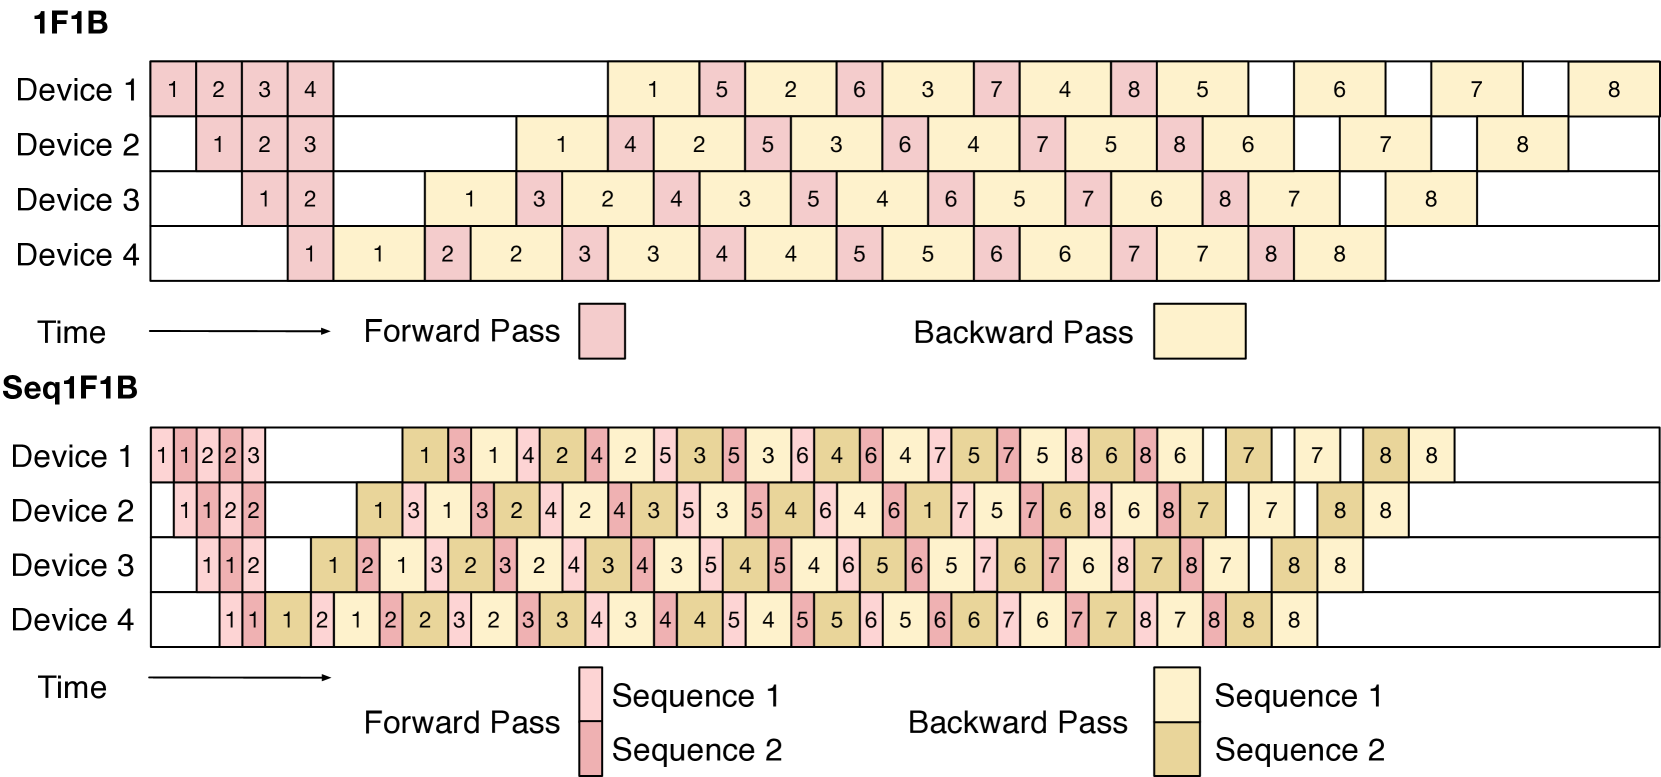 1F1B
Device 1 1 2 3 4 1 5 2 6 3 7 4 8 5 6 7 8
Device 2 1 2 3 1 4 2 5 3 6 4 7 5 8 6 7 8
Device 3 1 2 1 3 2 4 3 5 4 6 5 7 6 8 7 8
Device 4 1 1 2 2 3 3 4 4 5 5 6 6 7 7 8 8
Time Forward Pass Backward Pass
Seq1F1B
Device 1 1 1 2 2 3 1 3 1 4 2 4 2 5 3 5 3 6 4 6 4 7 5 7 5 8 6 8 6 7 7 8 8
Device 2 1 1 2 2 1 3 1 3 2 4 2 4 3 5 3 5 4 6 4 6 1 7 5 7 6 8 6 8 7 7 8 8
Device 3 1 1 2 1 2 1 3 2 3 2 4 3 4 3 5 4 5 4 6 5 6 5 7 6 7 6 8 7 8 7 8 8
Device 4 1 1 1 2 1 2 2 3 2 3 3 4 3 4 4 5 4 5 5 6 5 6 6 7 6 7 7 8 7 8 8 8
Time
Forward Pass
Sequence 1
Sequence 2
Backward Pass
Sequence 1
Sequence 2